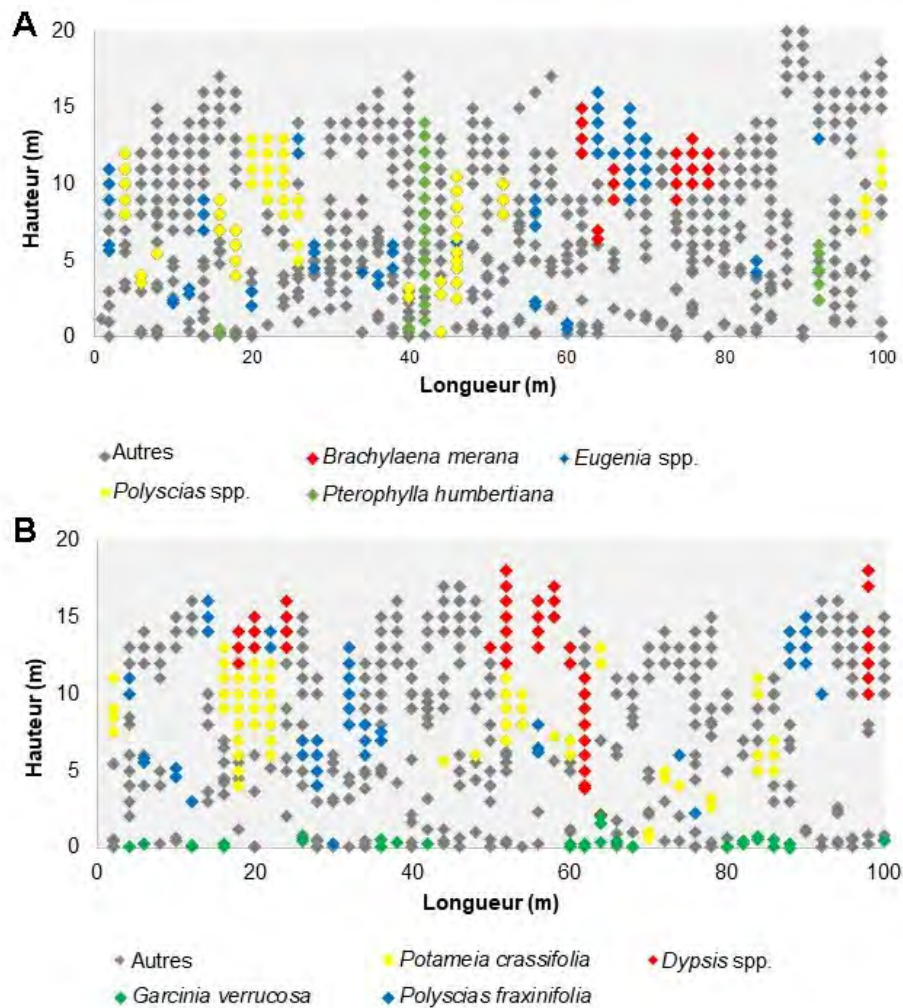 A
20
15
10
5
0
Hauteur (m)
0 20 40 60 80 100
Longueur (m)
Autres Brachylaena merana Eugenia spp.
Polyscias spp. Pterophylla humbertiana
B
20
15
10
5
0
Hauteur (m)
0 20 40 60 80 100
Longueur (m)
Autres Potameia crassifolia Dypsis spp.
Garcinia verrucosa Polyscias fraxinifolia